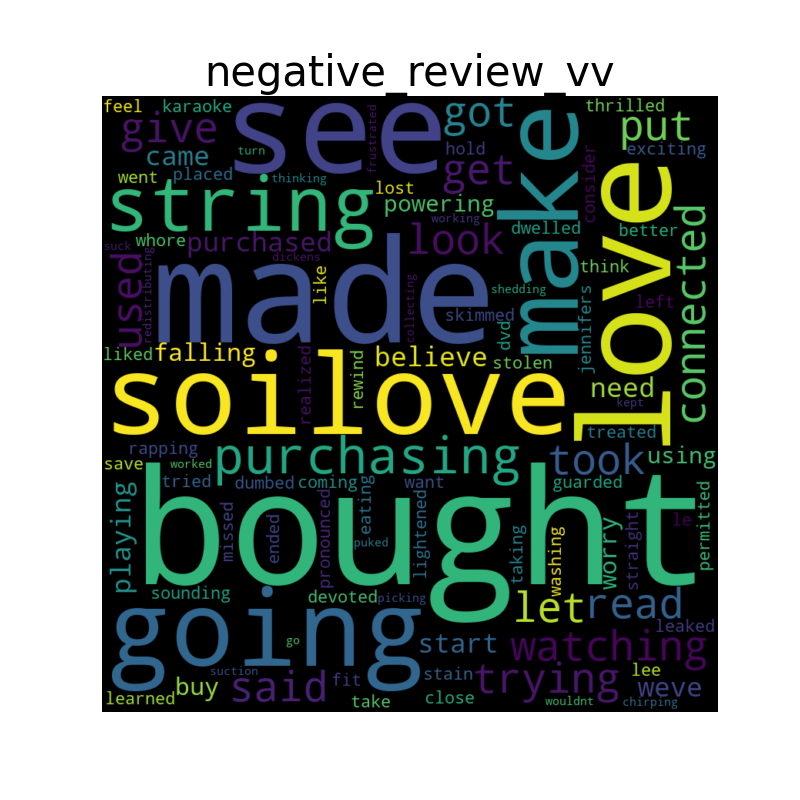 negative_review_vv
feel
karaoke
give
see
frustrated
got
thrilled
put
came
turn
hold
exciting
went
placed
thinking
lost
get
make
consider
love
string
powering
working
whore
purchased
look
dwelled
better
connected
suck
used
redistributing
made
dickens
like
collecting
shedding
think
skimmed
jennifers
left
liked
falling
believe
dvd
stolen
realized
rewind
need
soilove
kept
treated
rapping
purchasing
took
using
save
worked
tried
dumbed
coming
want
guarded
playing
bought
missed
ended
pronounced
eating
puked
lightened
taking
washing
worry
straight
le
permitted
sounding
devoted
picking
let
read
going
go
start
watching
leaked
suction
stain
trying
lee
learned
buy
said
fit
take
close
weve
wouldnt
chirping